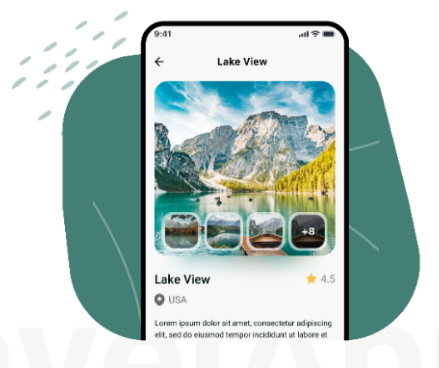 9:41
Lake View
+8
Lake View
4.5
USA
Lorem ipsum dolor sit amet, consectetur adipiscing
elit, sed do eiusmod tempor incididunt ut labore et